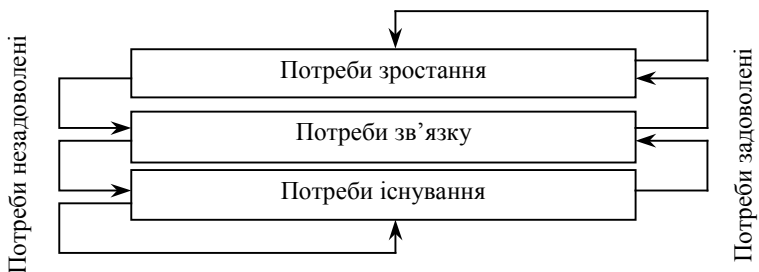 Потреби незадоволені
Потреби зростання
Потреби зв’язку
Потреби існування
Потреби задоволені